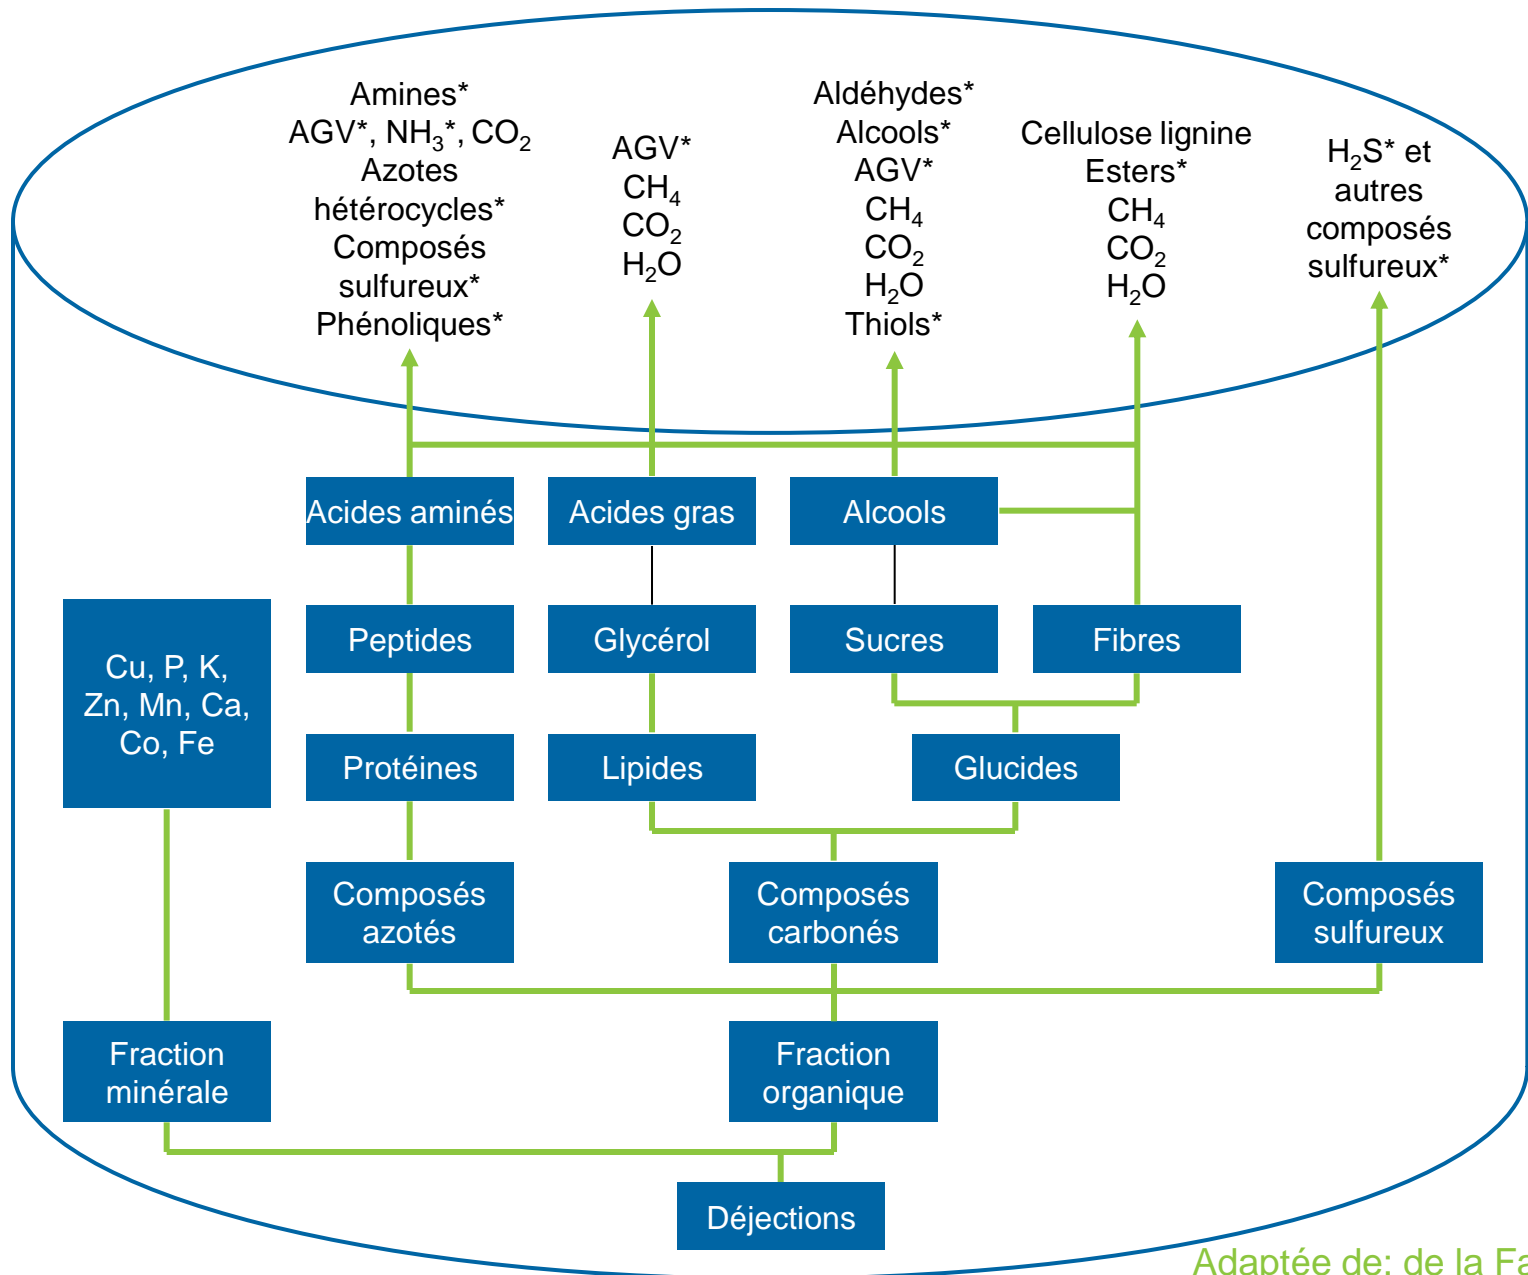 Amines*
AGV*, NH₃*, CO₂
Azotes
hétérocycles*
Composés
sulfureux*
Phénoliques*
AGV*
CH₄
CO₂
H₂O
Aldéhydes*
Alcools*
AGV*
CH₄
CO₂
H₂O
Thiols*
Cellulose lignine
Esters*
CH₄
CO₂
H₂O
H₂S* et
autres
composés
sulfureux*
Acides aminés
Acides gras
Alcools
Peptides
Glycérol
Sucres
Fibres
Cu, P, K,
Zn, Mn, Ca,
Co, Fe
Protéines
Lipides
Glucides
Composés
azotés
Composés
carbonés
Composés
sulfureux
Fraction
minérale
Fraction
organique
Déjections
Adaptée de: de la